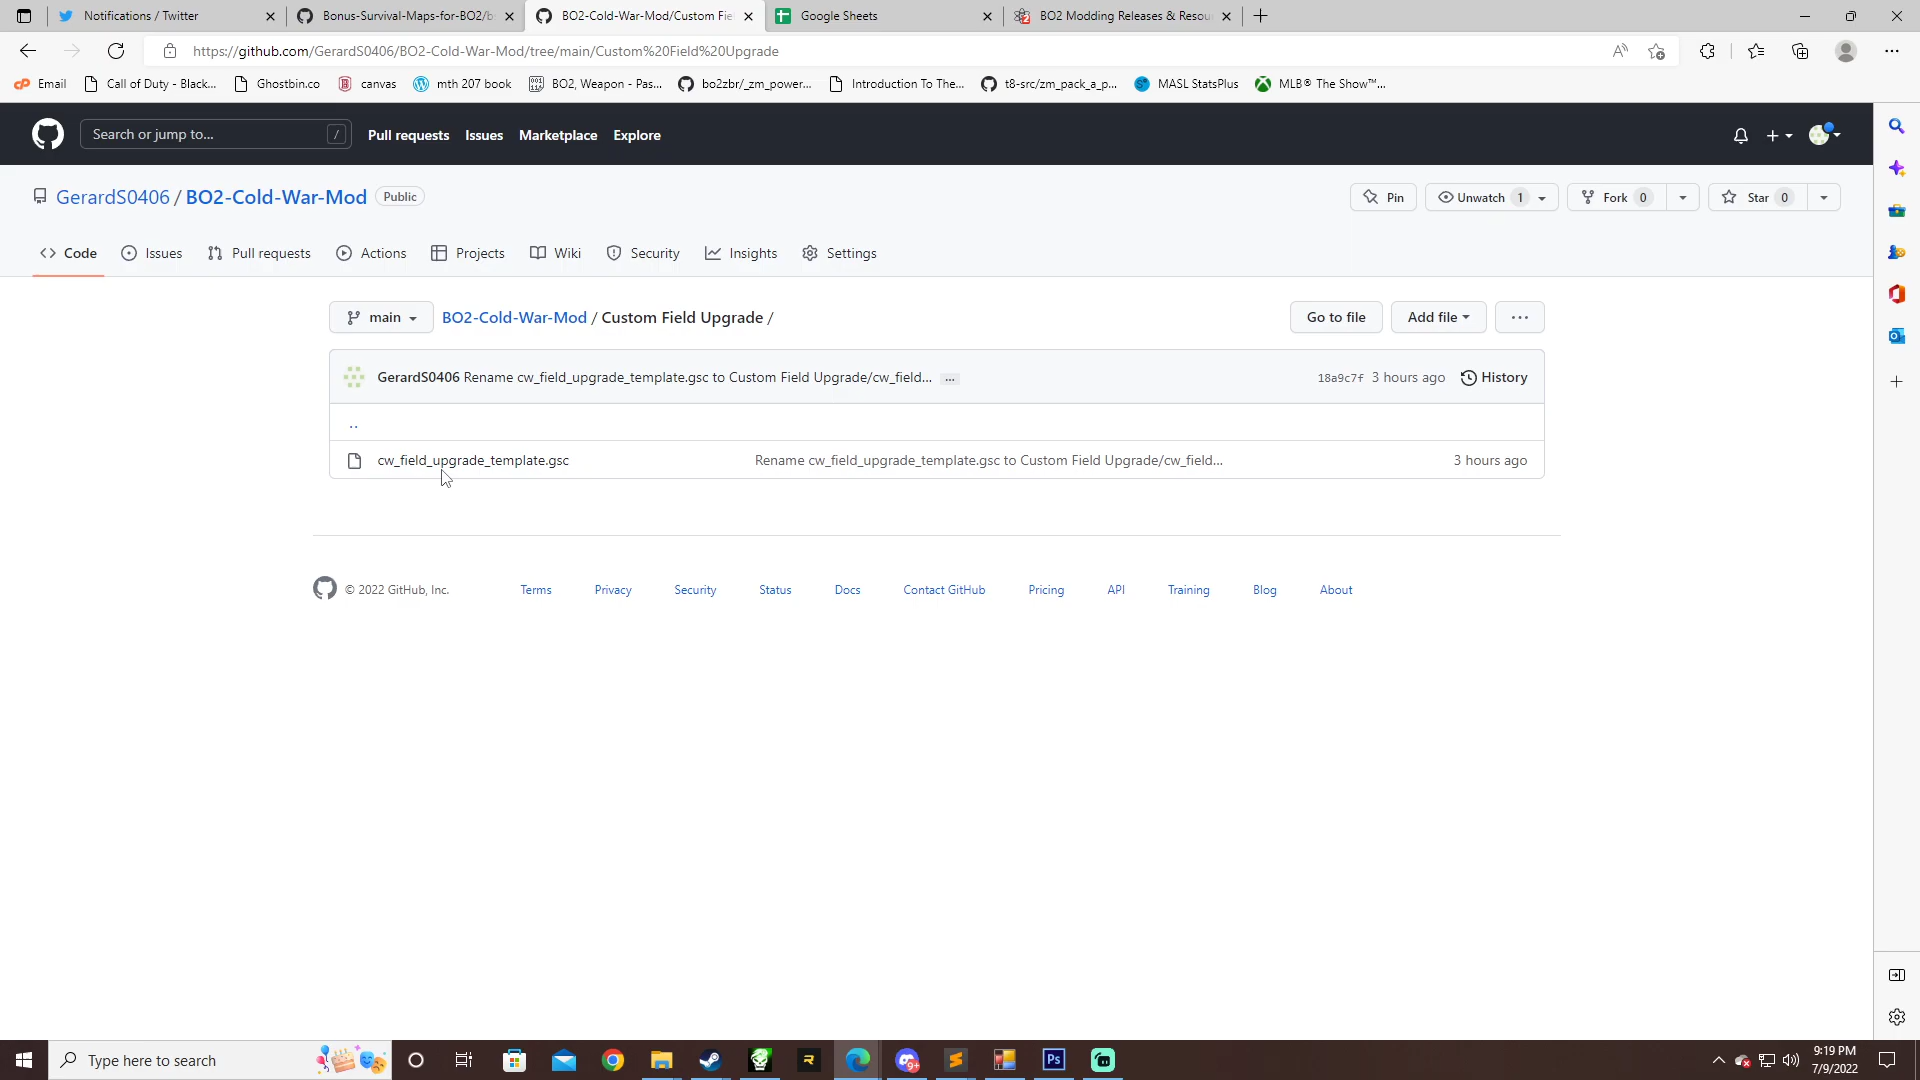 Notifications / Twitter
Bonus-Survival-Maps-for-BO2/b
BO2-Cold-War-Mod/Custom Fie
Google Sheets
BO2 Modding Releases & Resou
https://github.com/GerardS0406/BO2-Cold-War-Mod/tree/main/Custom%20Field%20Upgrade
Email
Call of Duty - Black...
Ghostbin.co
canvas
mth 207 book
BO2, Weapon - Pas...
bo2zbr/_zm_power...
Introduction To The...
t8-src/zm_pack_a_p...
MASL StatsPlus
MLB® The Show™...
Search or jump to...
/
Pull requests
Issues
Marketplace
Explore
GerardS0406 / BO2-Cold-War-Mod
Public
Pin
Unwatch 1
Fork 0
Star 0
Code
Issues
Pull requests
Actions
Projects
Wiki
Security
Insights
Settings
main
BO2-Cold-War-Mod / Custom Field Upgrade /
Go to file
Add file
...
GerardS0406 Rename cw_field_upgrade_template.gsc to Custom Field Upgrade/cw_field... ...
18a9c7f 3 hours ago
History
..
cw_field_upgrade_template.gsc
Rename cw_field_upgrade_template.gsc to Custom Field Upgrade/cw_field...
3 hours ago
© 2022 GitHub, Inc.
Terms
Privacy
Security
Status
Docs
Contact GitHub
Pricing
API
Training
Blog
About
Type here to search
Ps
9+
9:19 PM
7/9/2022